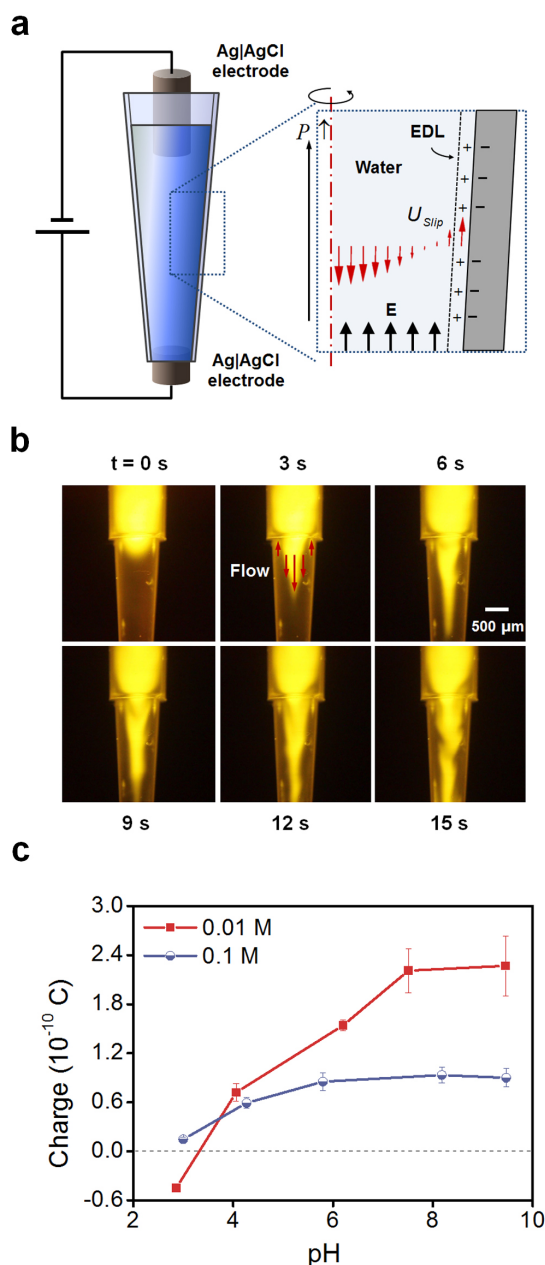 a
Ag|AgCl
electrode
P
EDL
Water
+
−
+
−
+
−
U Slip
+
−
+
−
+
−
E
Ag|AgCl
electrode
b
t = 0 s
3 s
6 s
Flow
500 μm
9 s
12 s
15 s
c
3.0
2.4
1.8
1.2
0.6
0.0
-0.6
Charge (10⁻¹⁰ C)
0.01 M
0.1 M
2
4
6
8
10
pH